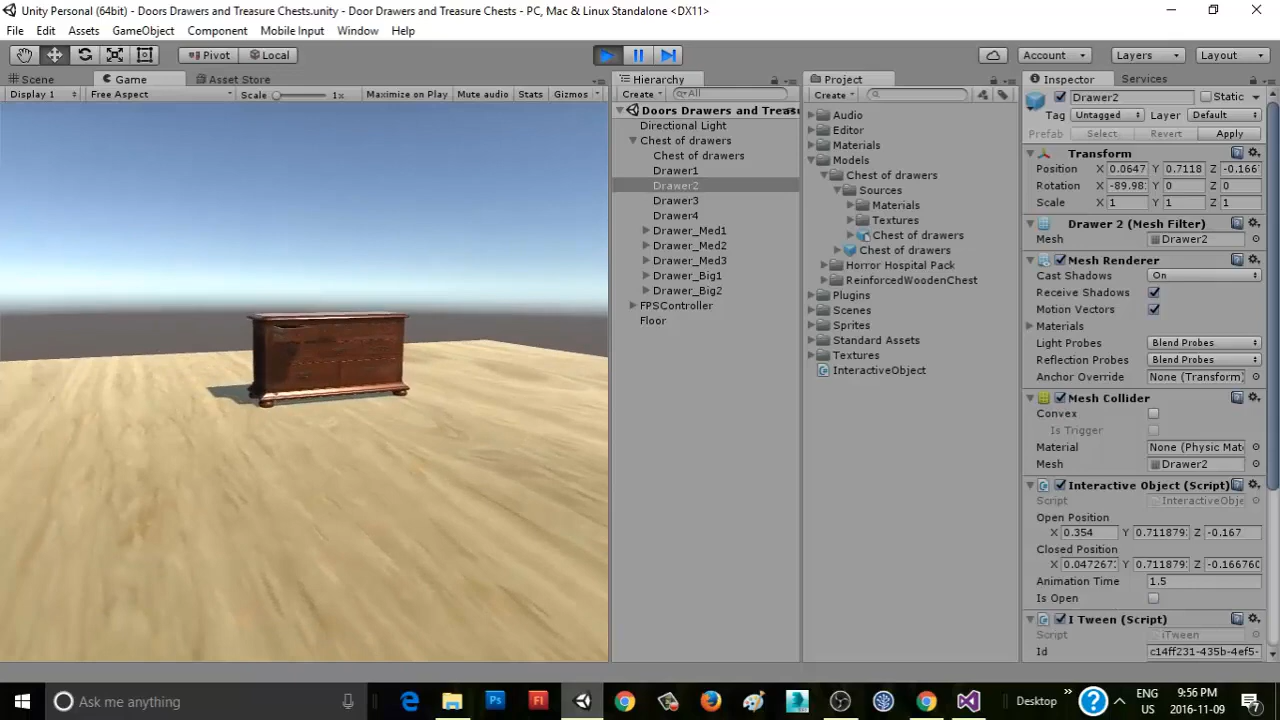 Unity Personal (64bit) - Doors Drawers and Treasure Chests.unity - Door Drawers and Treasure Chests - PC, Mac & Linux Standalone <DX11>
File Edit Assets GameObject Component Mobile Input Window Help
Pivot Local Account Layers Layout
Scene Game Asset Store Hierarchy Project Inspector Services
Display 1 Free Aspect Scale 1x Maximize on Play Mute audio Stats Gizmos Create All Create Drawer2 Static
Doors Drawers and Treas
Directional Light
Chest of drawers
Chest of drawers
Drawer1
Drawer2
Drawer3
Drawer4
Drawer_Med1
Drawer_Med2
Drawer_Med3
Drawer_Big1
Drawer_Big2
FPSController
Floor
Audio
Editor
Materials
Models
Chest of drawers
Sources
Materials
Textures
Chest of drawers
Chest of drawers
Horror Hospital Pack
ReinforcedWoodenChest
Plugins
Scenes
Sprites
Standard Assets
Textures
InteractiveObject
Tag Untagged Layer Default
Prefab Select Revert Apply
Transform
Position X 0.0647 Y 0.7118 Z -0.166
Rotation X -89.98 Y 0 Z 0
Scale X 1 Y 1 Z 1
Drawer 2 (Mesh Filter)
Mesh Drawer2
Mesh Renderer
Cast Shadows On
Receive Shadows
Motion Vectors
Materials
Light Probes Blend Probes
Reflection Probes Blend Probes
Anchor Override None (Transform)
Mesh Collider
Convex
Is Trigger
Material None (Physic Mat
Mesh Drawer2
Interactive Object (Script)
Script InteractiveObje
Open Position
X 0.354 Y 0.711879 Z -0.167
Closed Position
X 0.04726 Y 0.711879 Z -0.166760
Animation Time 1.5
Is Open
I Tween (Script)
Script iTween
Id c14ff231-435b-4ef5-
Ask me anything Desktop ENG 9:56 PM
US 2016-11-09